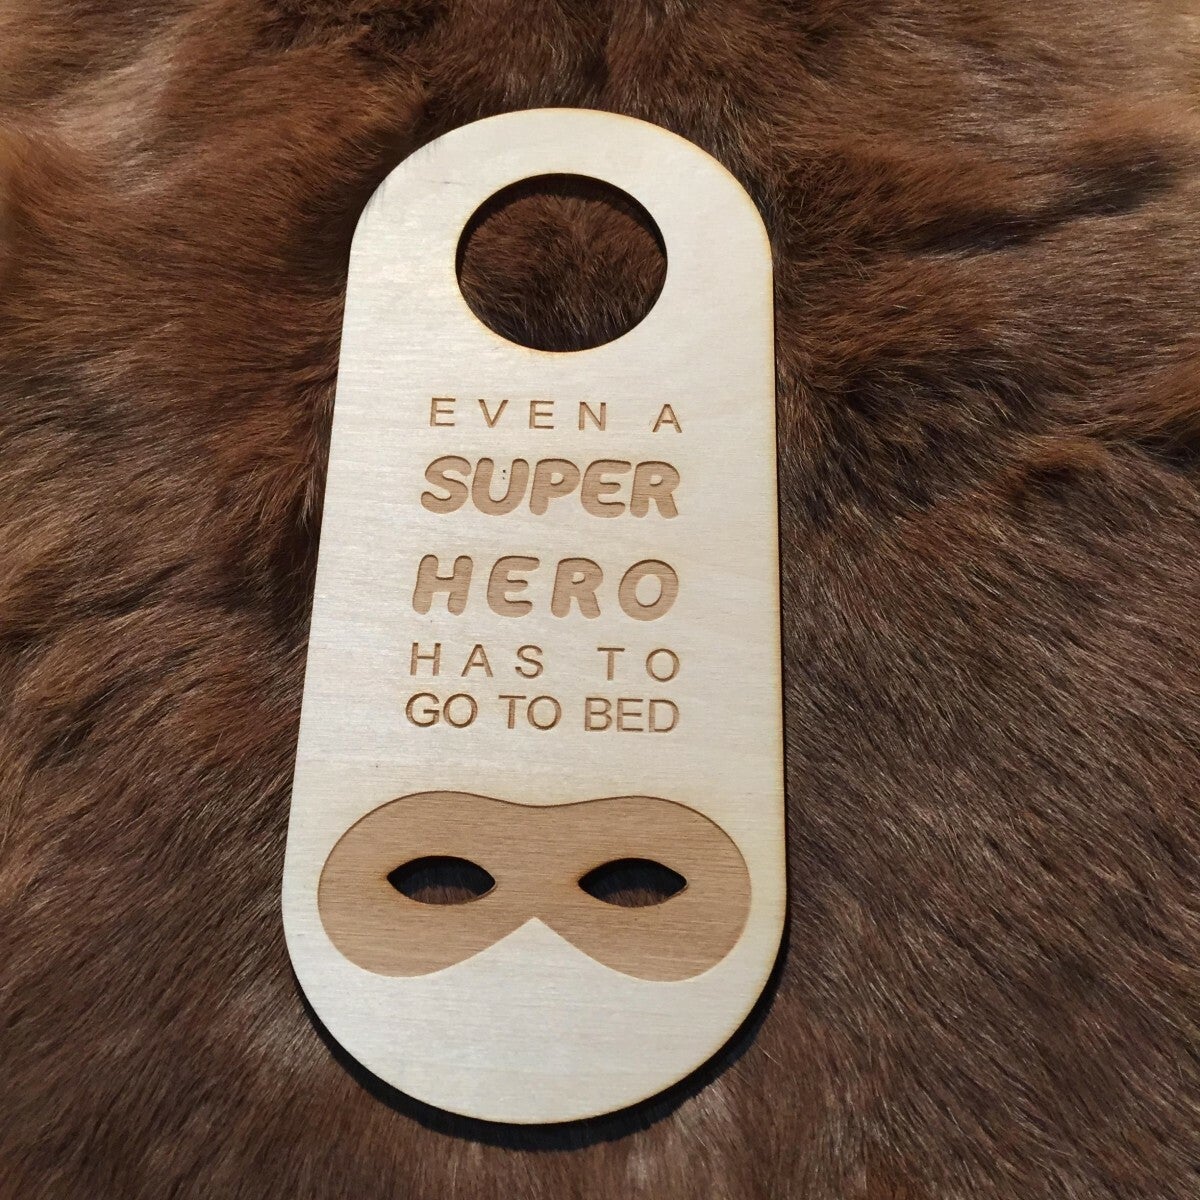 EVEN A
SUPER
HERO
HAS TO
GO TO BED